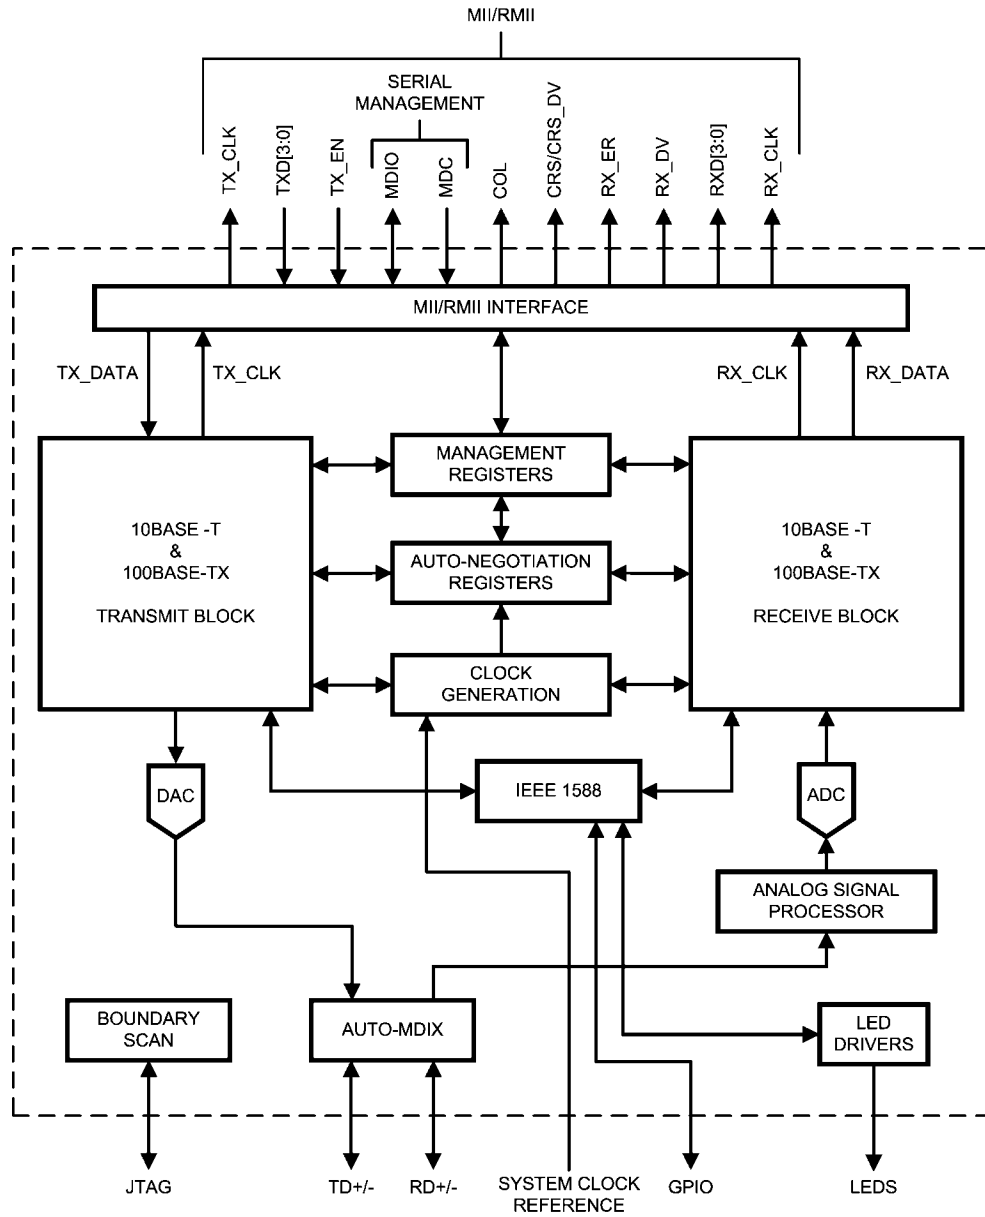 MII/RMII
SERIAL
MANAGEMENT
TX_CLK
TXD[3:0]
TX_EN
MDIO
MDC
COL
CRS/CRS_DV
RX_ER
RX_DV
RXD[3:0]
RX_CLK
MII/RMII INTERFACE
TX_DATA
TX_CLK
RX_CLK
RX_DATA
10BASE -T
&
100BASE-TX
TRANSMIT BLOCK
MANAGEMENT
REGISTERS
AUTO-NEGOTIATION
REGISTERS
CLOCK
GENERATION
10BASE -T
&
100BASE-TX
RECEIVE BLOCK
DAC
IEEE 1588
ADC
ANALOG SIGNAL
PROCESSOR
BOUNDARY
SCAN
AUTO-MDIX
LED
DRIVERS
JTAG
TD+/-
RD+/-
SYSTEM CLOCK
REFERENCE
GPIO
LEDS